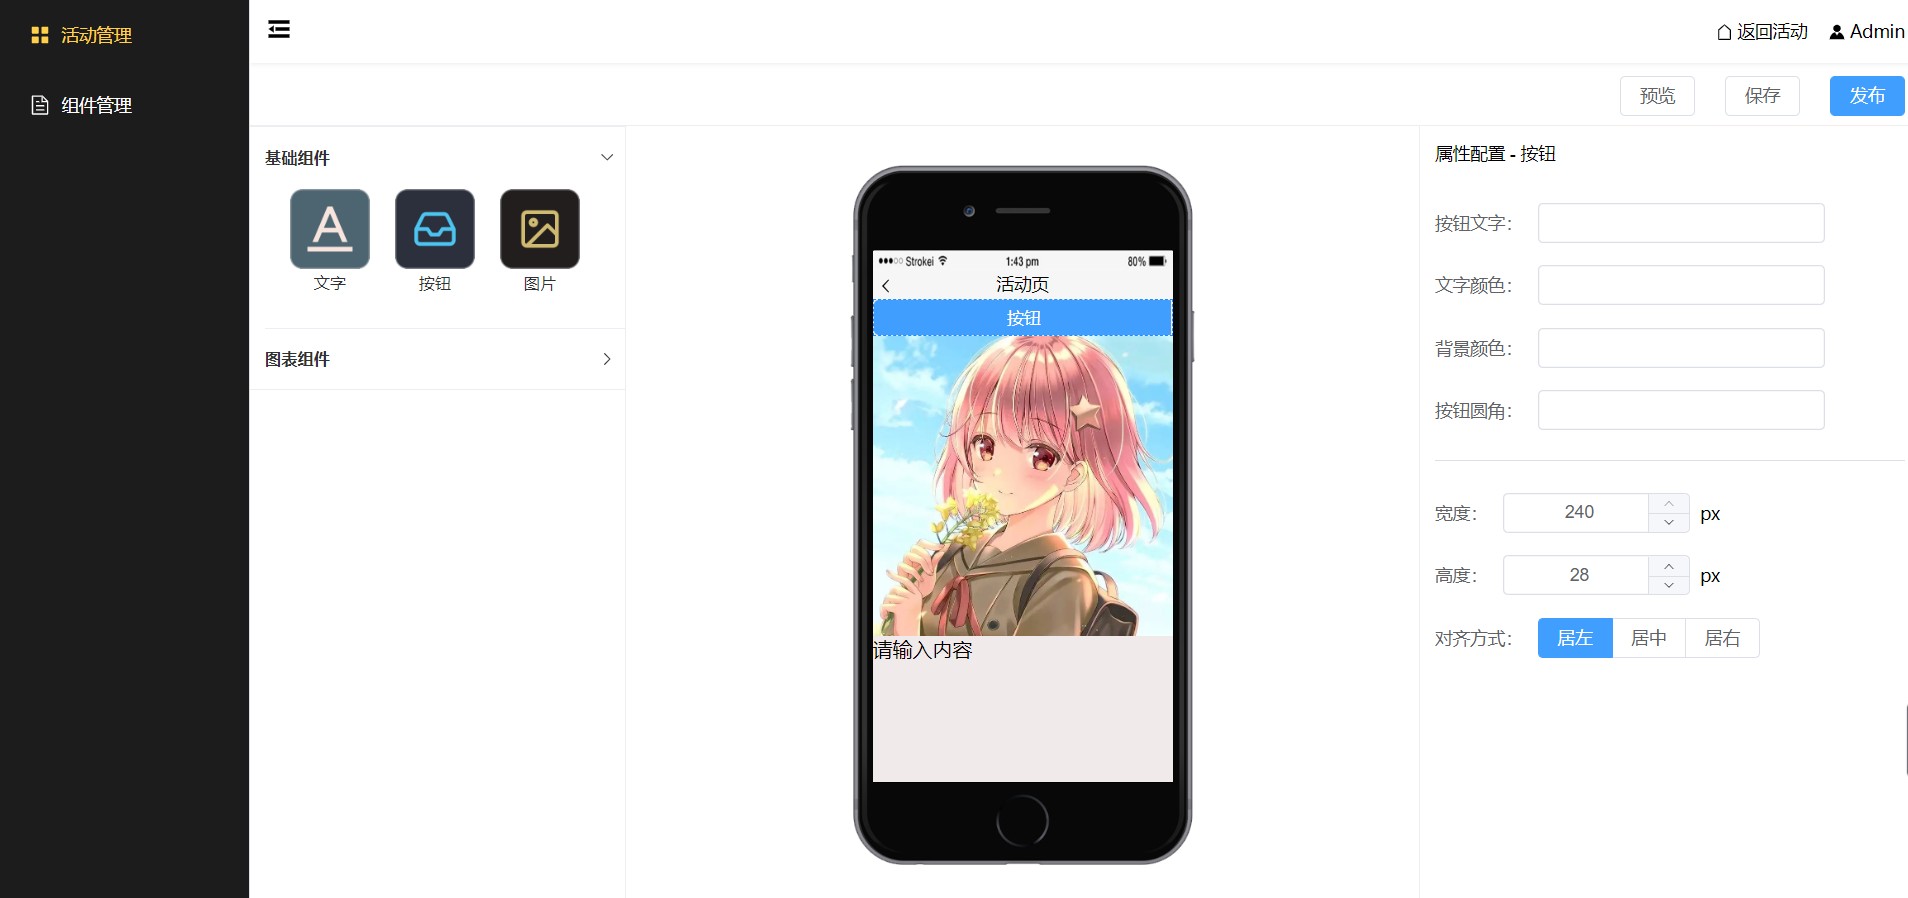 活动管理
组件管理
返回活动 Admin
预览 保存 发布
基础组件
文字 按钮 图片
图表组件
Strokei 1:43 pm 80%
活动页
按钮
请输入内容
属性配置 - 按钮
按钮文字:
文字颜色:
背景颜色:
按钮圆角:
宽度: 240 px
高度: 28 px
对齐方式: 居左 居中 居右